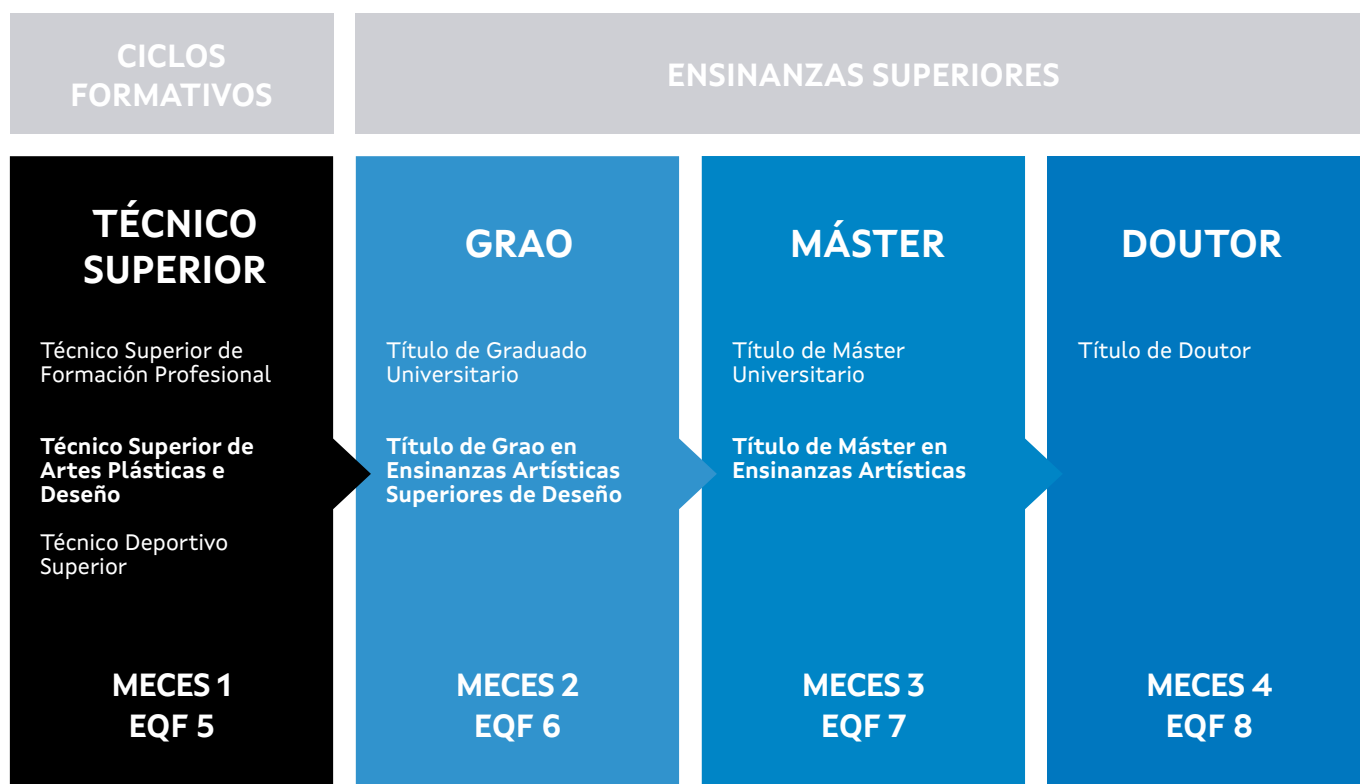 CICLOS
FORMATIVOS
ENSINANZAS SUPERIORES
TÉCNICO
SUPERIOR
Técnico Superior de
Formación Profesional
Técnico Superior de
Artes Plásticas e
Deseño
Técnico Deportivo
Superior
MECES 1
EQF 5
GRAO
Título de Graduado
Universitario
Título de Grao en
Ensinanzas Artísticas
Superiores de Deseño
MECES 2
EQF 6
MÁSTER
Título de Máster
Universitario
Título de Máster en
Ensinanzas Artísticas
MECES 3
EQF 7
DOUTOR
Título de Doutor
MECES 4
EQF 8